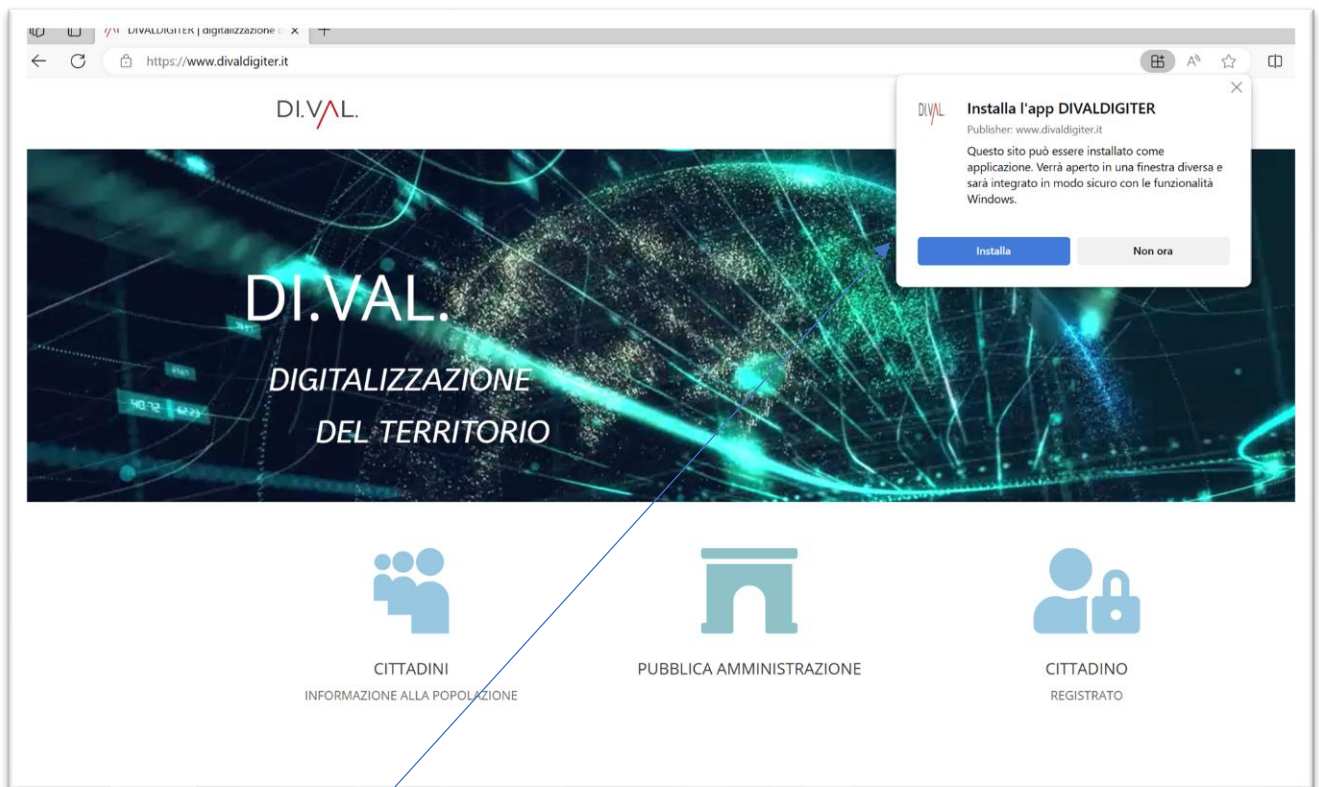 DIVALDIGITER | digitalizzazione
https://www.divaldigiter.it
DI.VAL.
DI.VAL.
Installa l'app DIVALDIGITER
Publisher: www.divaldigiter.it
Questo sito può essere installato come
applicazione. Verrà aperto in una finestra diversa e
sarà integrato in modo sicuro con le funzionalità
Windows.
Installa
Non ora
DI.VAL.
DIGITALIZZAZIONE
DEL TERRITORIO
CITTADINI
INFORMAZIONE ALLA POPOLAZIONE
PUBBLICA AMMINISTRAZIONE
CITTADINO
REGISTRATO